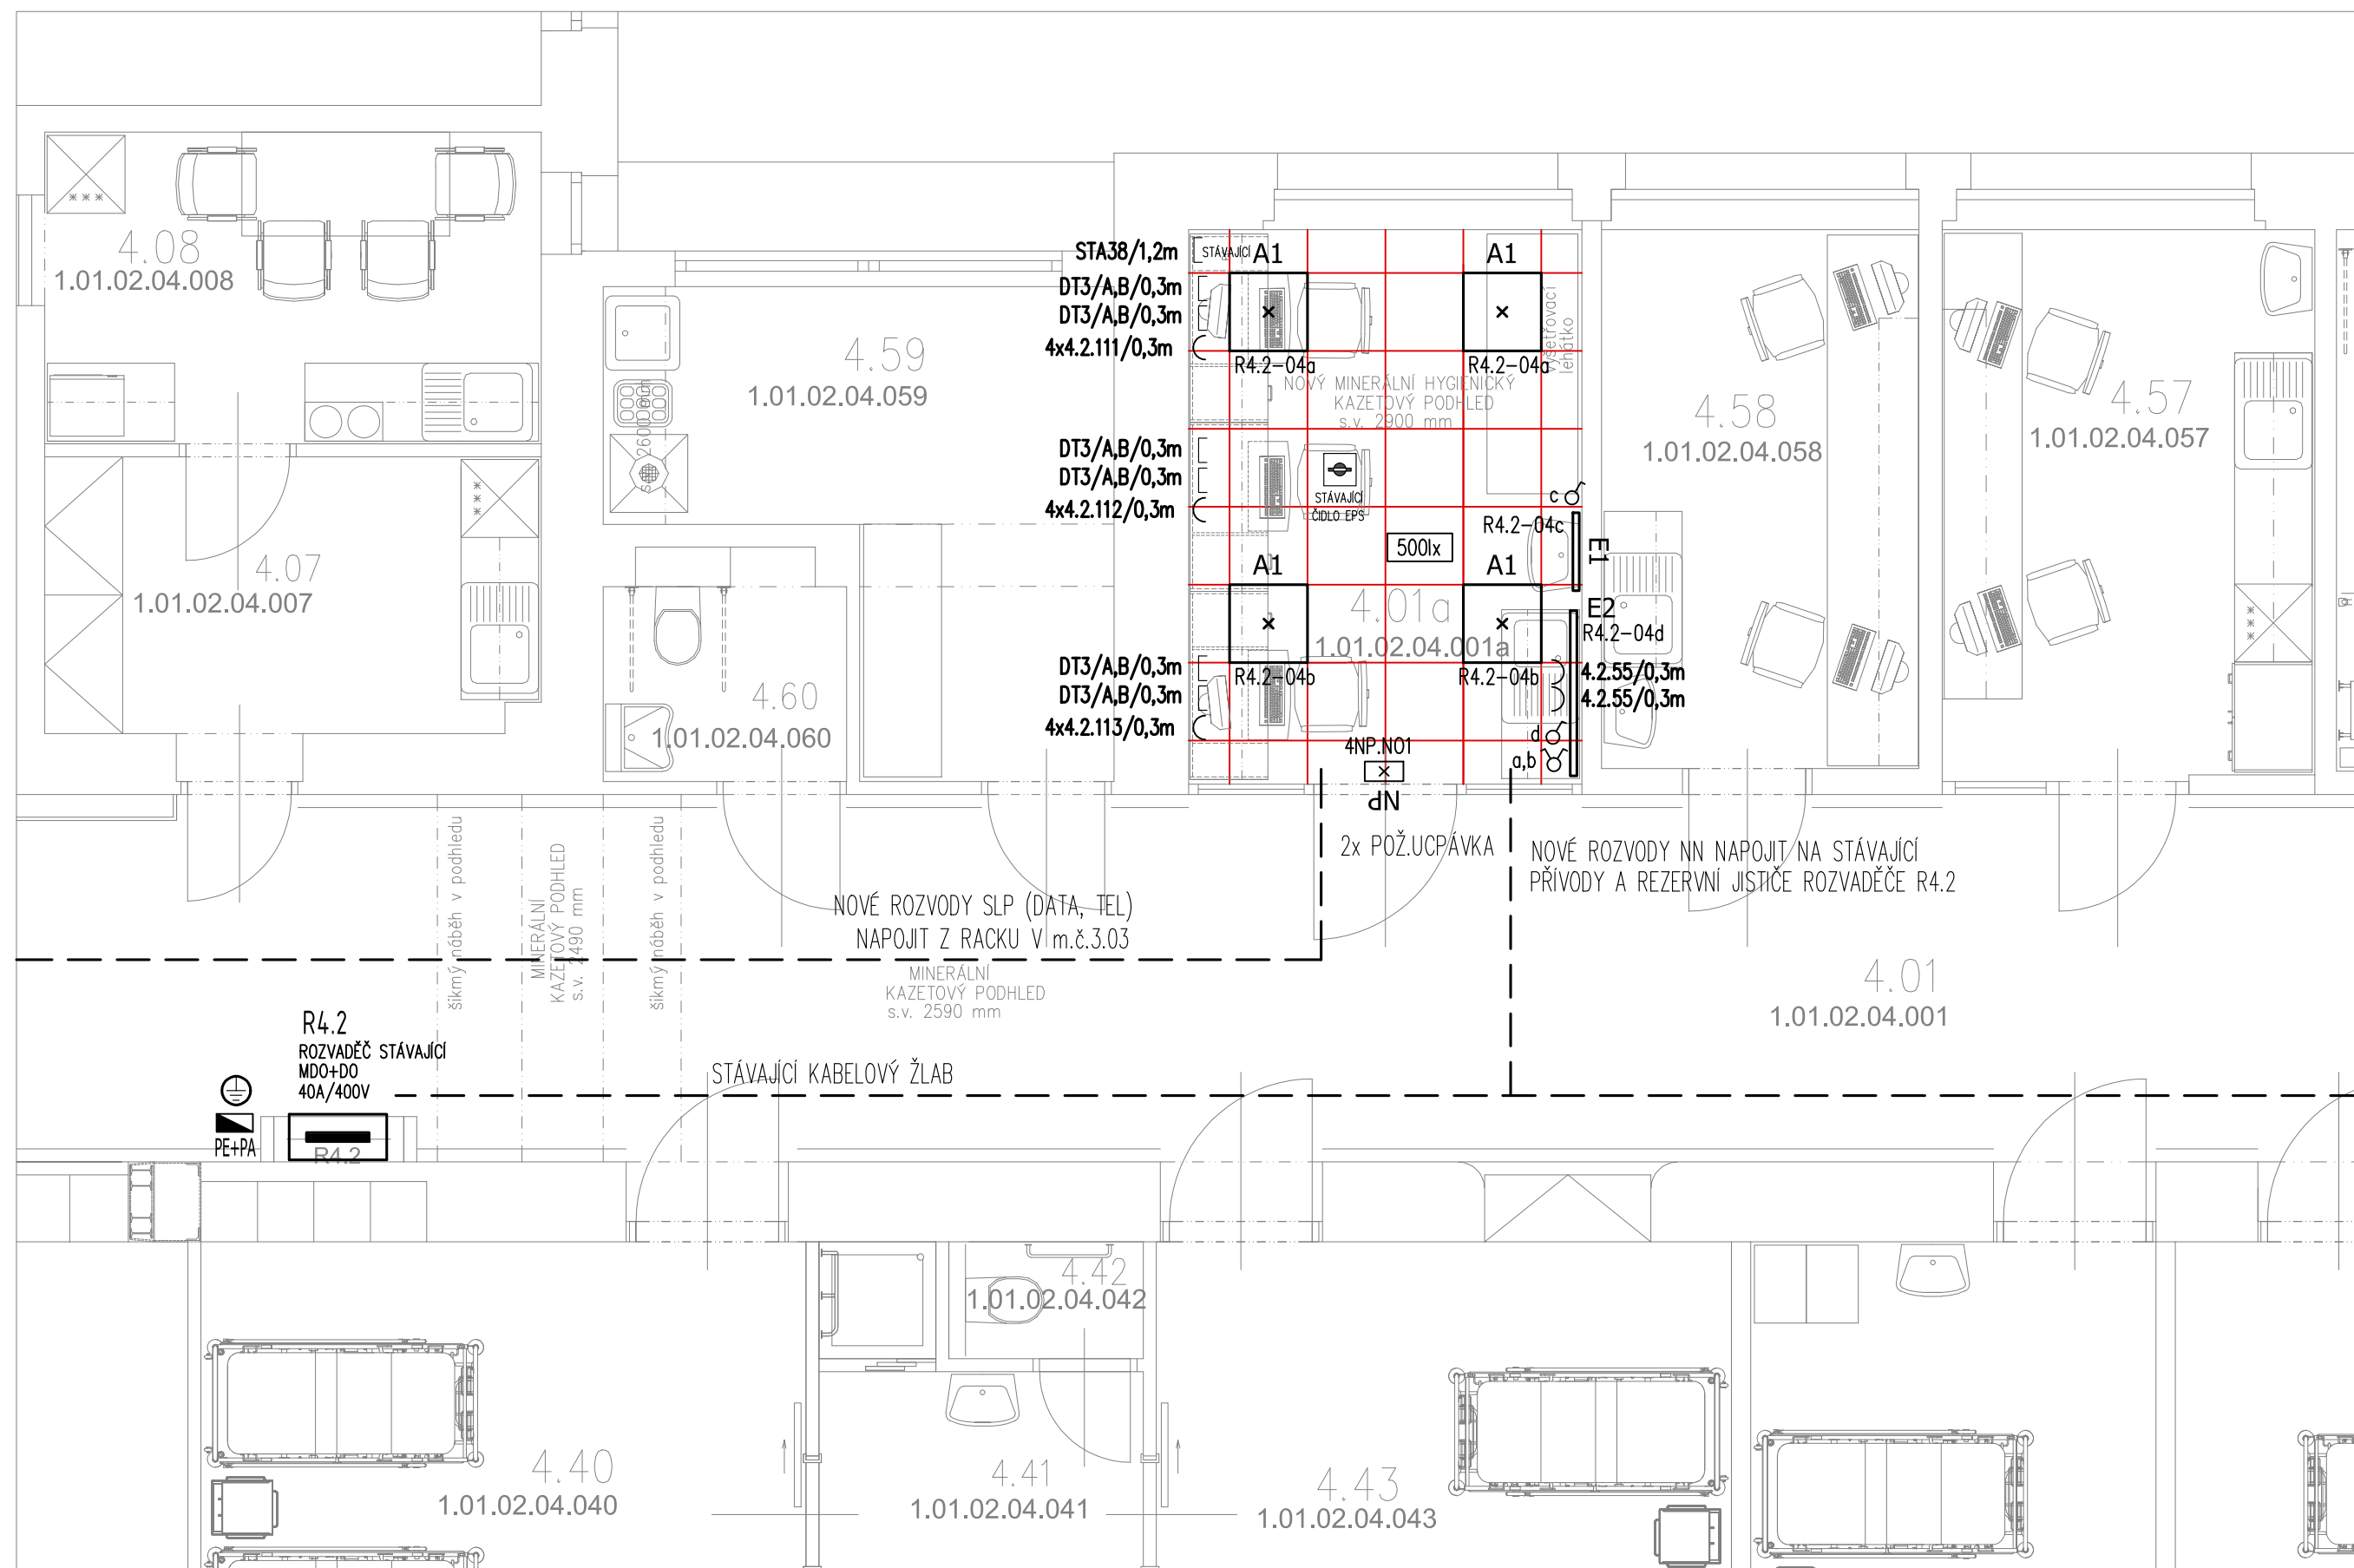 4.08
1.01.02.04.008
4.07
1.01.02.04.007
4.59
1.01.02.04.059
4.60
1.01.02.04.060
STA38/1,2m
STÁVAJÍCÍ
DT3/A,B/0,3m
DT3/A,B/0,3m
4x4.2.111/0,3m
DT3/A,B/0,3m
DT3/A,B/0,3m
4x4.2.112/0,3m
DT3/A,B/0,3m
DT3/A,B/0,3m
4x4.2.113/0,3m
A1
A1
R4.2-04a
R4.2-04a
vyšetřovací
lehátko
NOVÝ MINERÁLNÍ HYGIENICKÝ
KAZETOVÝ PODHLED
s.v. 2900 mm
STÁVAJÍCÍ
ČIDLO EPS
c
R4.2-04c
500lx
E1
A1
A1
4.01a
1.01.02.04.001a
E2
R4.2-04d
R4.2-04b
R4.2-04b
4.2.55/0,3m
4.2.55/0,3m
d
a,b
4NP.NO1
NP
2x POŽ.UCPÁVKA
4.58
1.01.02.04.058
4.57
1.01.02.04.057
NOVÉ ROZVODY NN NAPOJIT NA STÁVAJÍCÍ
PŘÍVODY A REZERVNÍ JISTIČE ROZVADĚČE R4.2
šikmý náběh v podhledu
MINERÁLNÍ
KAZETOVÝ PODHLED
s.v. 2490 mm
šikmý náběh v podhledu
NOVÉ ROZVODY SLP (DATA, TEL)
NAPOJIT Z RACKU V m.č.3.03
MINERÁLNÍ
KAZETOVÝ PODHLED
s.v. 2590 mm
4.01
1.01.02.04.001
R4.2
ROZVADĚČ STÁVAJÍCÍ
MDO+DO
40A/400V
PE+PA
R4.2
STÁVAJÍCÍ KABELOVÝ ŽLAB
4.42
1.01.02.04.042
4.40
1.01.02.04.040
4.41
1.01.02.04.041
4.43
1.01.02.04.043